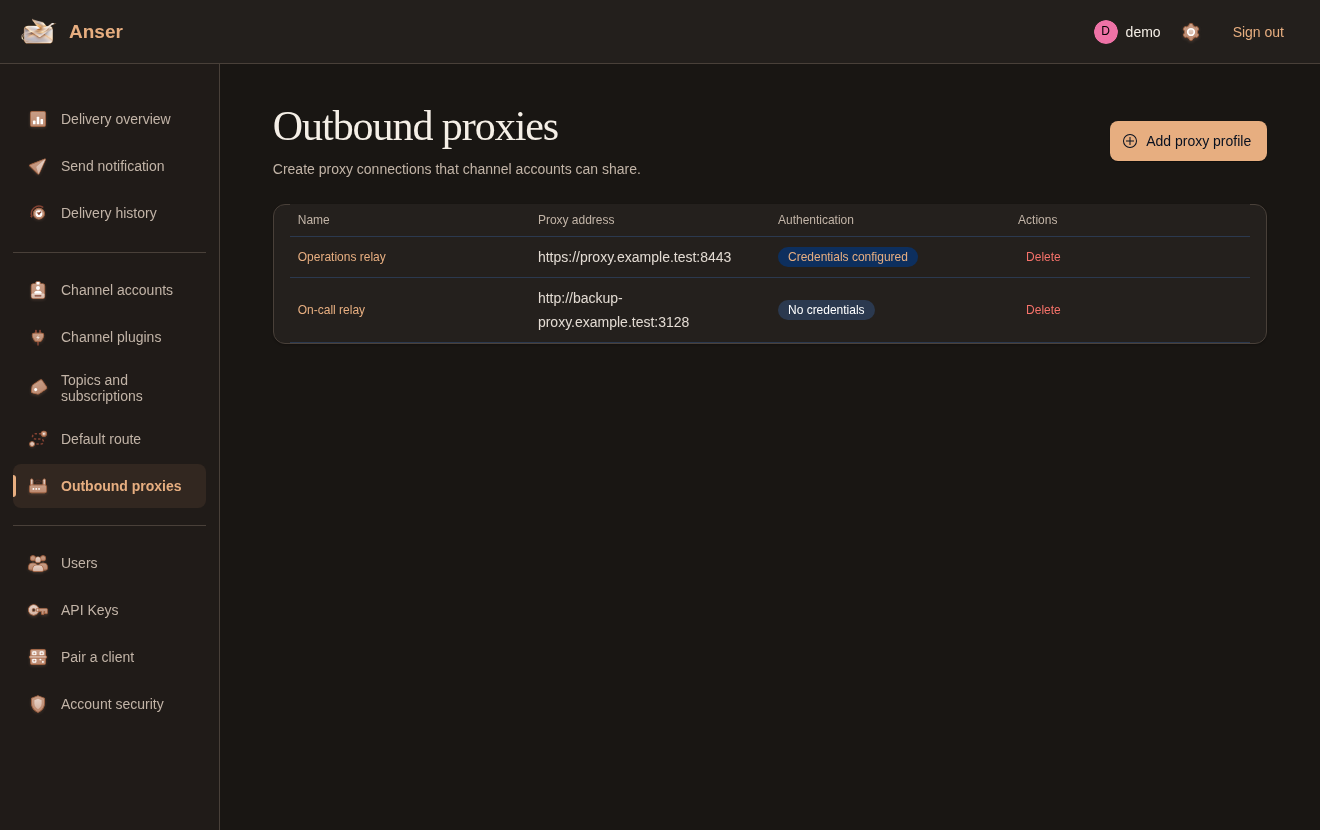 Anser
D
demo
Sign out
Delivery overview
Send notification
Delivery history
Channel accounts
Channel plugins
Topics and
subscriptions
Default route
Outbound proxies
Users
API Keys
Pair a client
Account security
Outbound proxies
Create proxy connections that channel accounts can share.
Add proxy profile
Name
Proxy address
Authentication
Actions
Operations relay
https://proxy.example.test:8443
Credentials configured
Delete
On-call relay
http://backup-
proxy.example.test:3128
No credentials
Delete